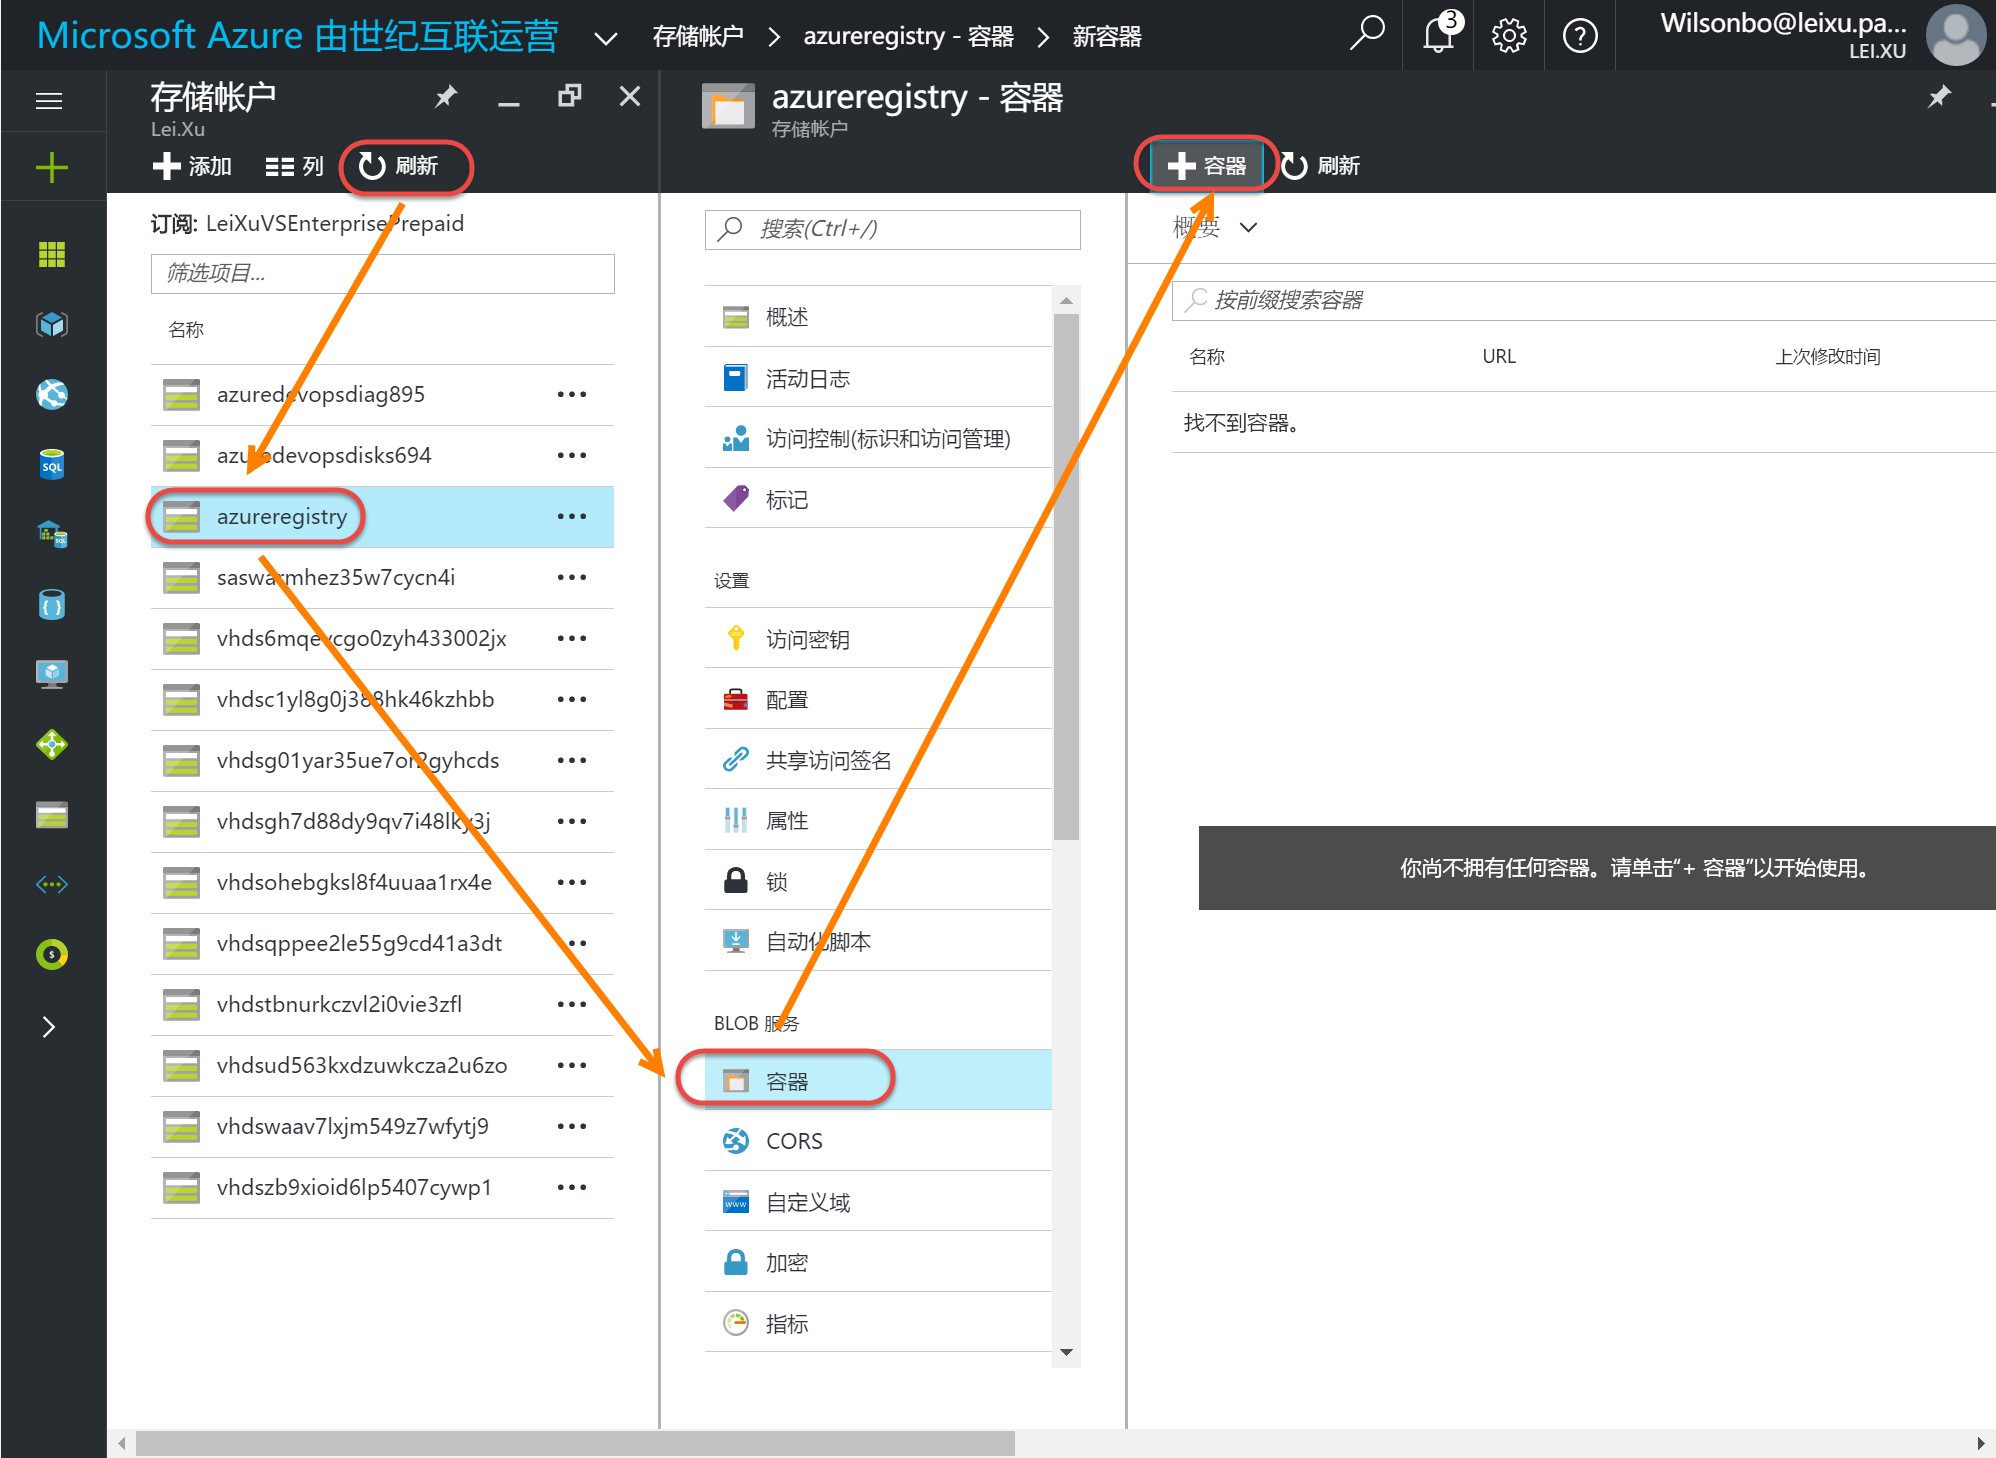 Microsoft Azure 由世纪互联运营
存储帐户 > azureregistry - 容器 > 新容器
3
Wilsonbo@leixu.pa...
LEI.XU
存储帐户
Lei.Xu
添加 列 刷新
订阅: LeiXuVSEnterprisePrepaid
筛选项目...
名称
azuredevopsdiag895
azuredevopsdisks694
azureregistry
saswarmhez35w7cycn4i
vhds6mqevcgo0zyh433002jx
vhdsc1yl8g0j388hk46kzhbb
vhdsg01yar35ue7or2gyhcds
vhdsgh7d88dy9qv7i48lky3j
vhdsohebgksl8f4uuaa1rx4e
vhdsqppee2le55g9cd41a3dt
vhdstbnurkczvl2i0vie3zfl
vhdsud563kxdzuwkcza2u6zo
vhdswaav7lxjm549z7wfytj9
vhdszb9xioid6lp5407cywp1
azureregistry - 容器
存储帐户
搜索(Ctrl+/)
概述
活动日志
访问控制(标识和访问管理)
标记
设置
访问密钥
配置
共享访问签名
属性
锁
自动化脚本
BLOB 服务
容器
CORS
自定义域
加密
指标
容器 刷新
概要
按前缀搜索容器
名称 URL 上次修改时间
找不到容器。
你尚不拥有任何容器。请单击“+ 容器”以开始使用。